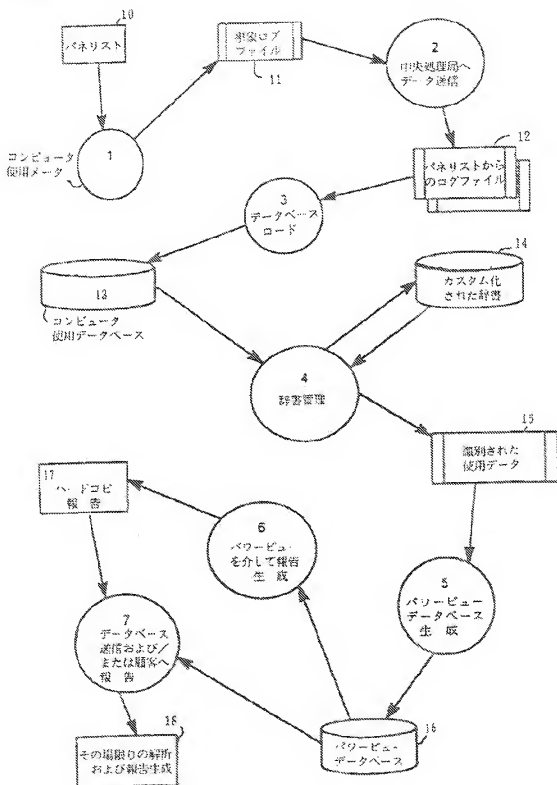 10
パネリスト
事象ログ
ファイル
11
2
中央処理局へ
データ送信
1
コンピュータ
使用メータ
12
パネリストから
のログファイル
3
データベース
ロード
13
コンピュータ
使用データベース
14
カスタム化
された辞書
4
辞書管理
15
識別された
使用データ
17
ハードコピー
報告
6
パワービュー
を介して報告
生成
5
パワービュー
データベース
生成
7
データベース
送信および/
または顧客へ
報告
16
パワービュー
データベース
18
その場限りの解析
および報告生成